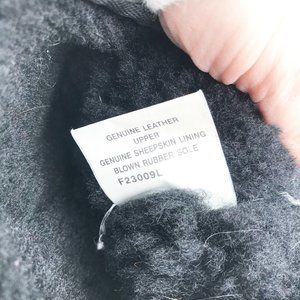 GENUINE LEATHER
UPPER
GENUINE SHEEPSKIN LINING
BLOWN RUBBER SOLE
F23009L